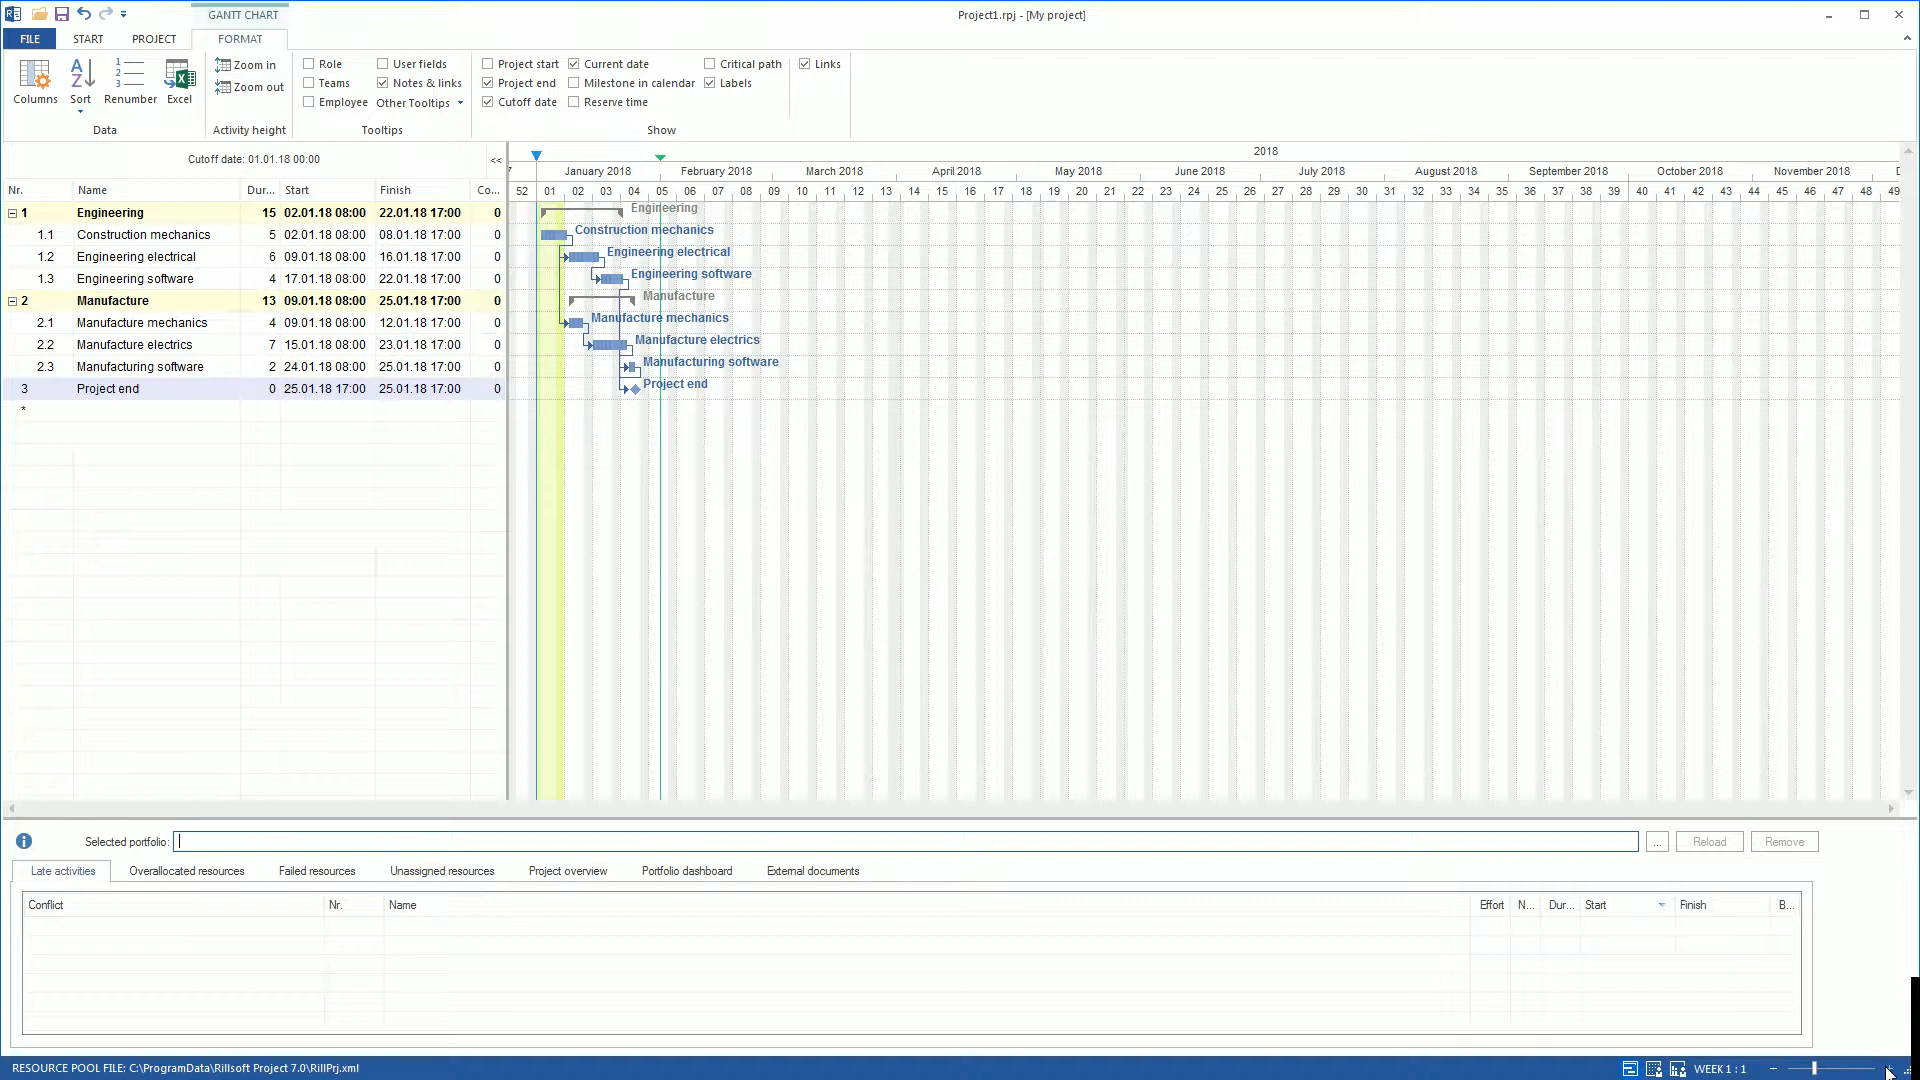 GANTT CHART
Project1.rpj - [My project]
FILE START PROJECT FORMAT
Columns
A
Z
Sort
1
2
3
Renumber
Excel
Data
Zoom in
Zoom out
Activity height
Role User fields
Teams Notes & links
Employee Other Tooltips
Tooltips
Project start Current date Critical path Links
Project end Milestone in calendar Labels
Cutoff date Reserve time
Show
Cutoff date: 01.01.18 00:00 <<
2018
January 2018 February 2018 March 2018 April 2018 May 2018 June 2018 July 2018 August 2018 September 2018 October 2018 November 2018
Nr. Name Dur... Start Finish Co...
52 01 02 03 04 05 06 07 08 09 10 11 12 13 14 15 16 17 18 19 20 21 22 23 24 25 26 27 28 29 30 31 32 33 34 35 36 37 38 39 40 41 42 43 44 45 46 47 48 49
1 Engineering 15 02.01.18 08:00 22.01.18 17:00 0 Engineering
1.1 Construction mechanics 5 02.01.18 08:00 08.01.18 17:00 0 Construction mechanics
1.2 Engineering electrical 6 09.01.18 08:00 16.01.18 17:00 0 Engineering electrical
1.3 Engineering software 4 17.01.18 08:00 22.01.18 17:00 0 Engineering software
2 Manufacture 13 09.01.18 08:00 25.01.18 17:00 0 Manufacture
2.1 Manufacture mechanics 4 09.01.18 08:00 12.01.18 17:00 0 Manufacture mechanics
2.2 Manufacture electrics 7 15.01.18 08:00 23.01.18 17:00 0 Manufacture electrics
2.3 Manufacturing software 2 24.01.18 08:00 25.01.18 17:00 0 Manufacturing software
3 Project end 0 25.01.18 17:00 25.01.18 17:00 0 Project end
*
Selected portfolio: ... Reload Remove
Late activities Overallocated resources Failed resources Unassigned resources Project overview Portfolio dashboard External documents
Conflict Nr. Name Effort N... Dur... Start Finish B...
RESOURCE POOL FILE: C:\ProgramData\Rillsoft Project 7.0\RillPrj.xml WEEK 1 : 1